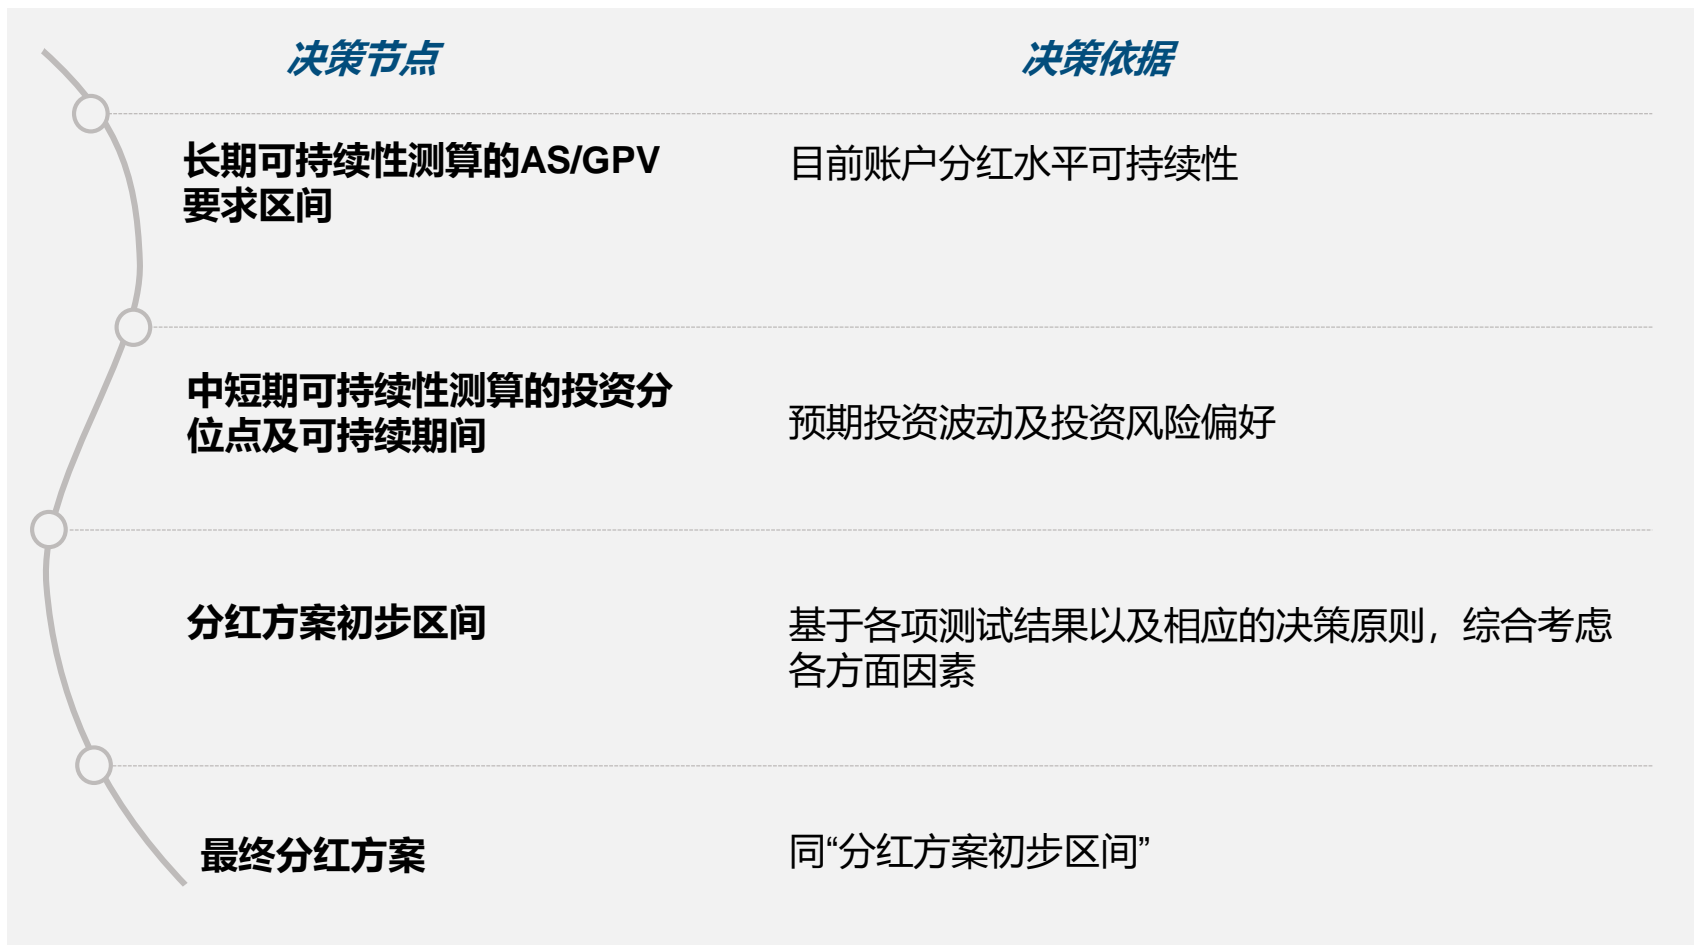 决策节点
决策依据
长期可持续性测算的AS/GPV
要求区间
目前账户分红水平可持续性
中短期可持续性测算的投资分
位点及可持续期间
预期投资波动及投资风险偏好
分红方案初步区间
基于各项测试结果以及相应的决策原则，综合考虑
各方面因素
最终分红方案
同“分红方案初步区间”